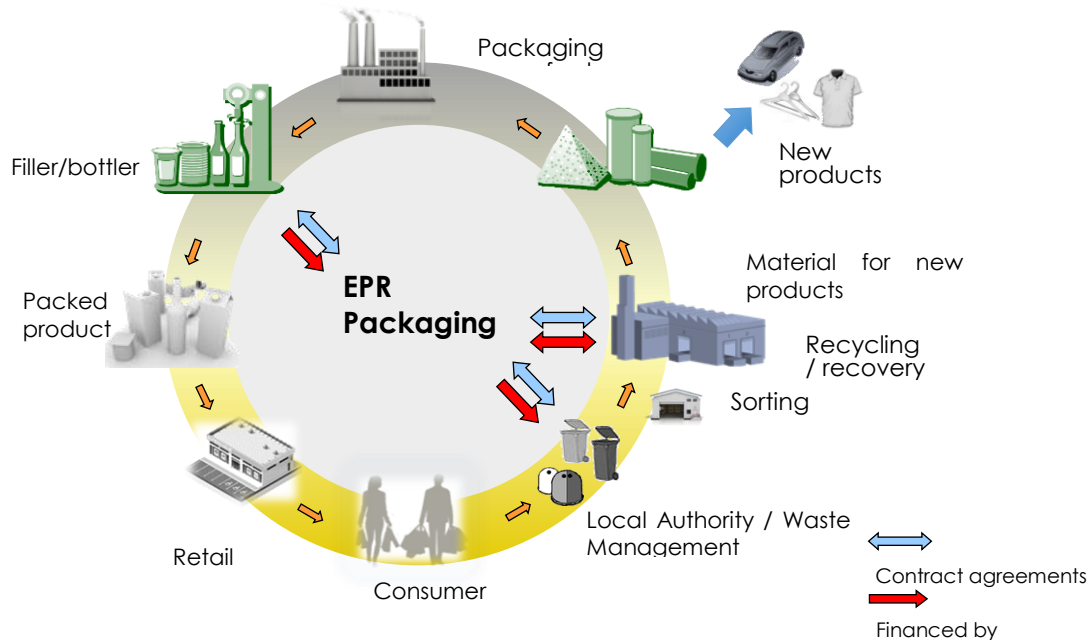 Packaging
Filler/bottler
New
products
EPR
Packaging
Material for new
products
Packed
product
Recycling
/ recovery
Sorting
Local Authority / Waste
Management
Retail
Consumer
Contract agreements
Financed by